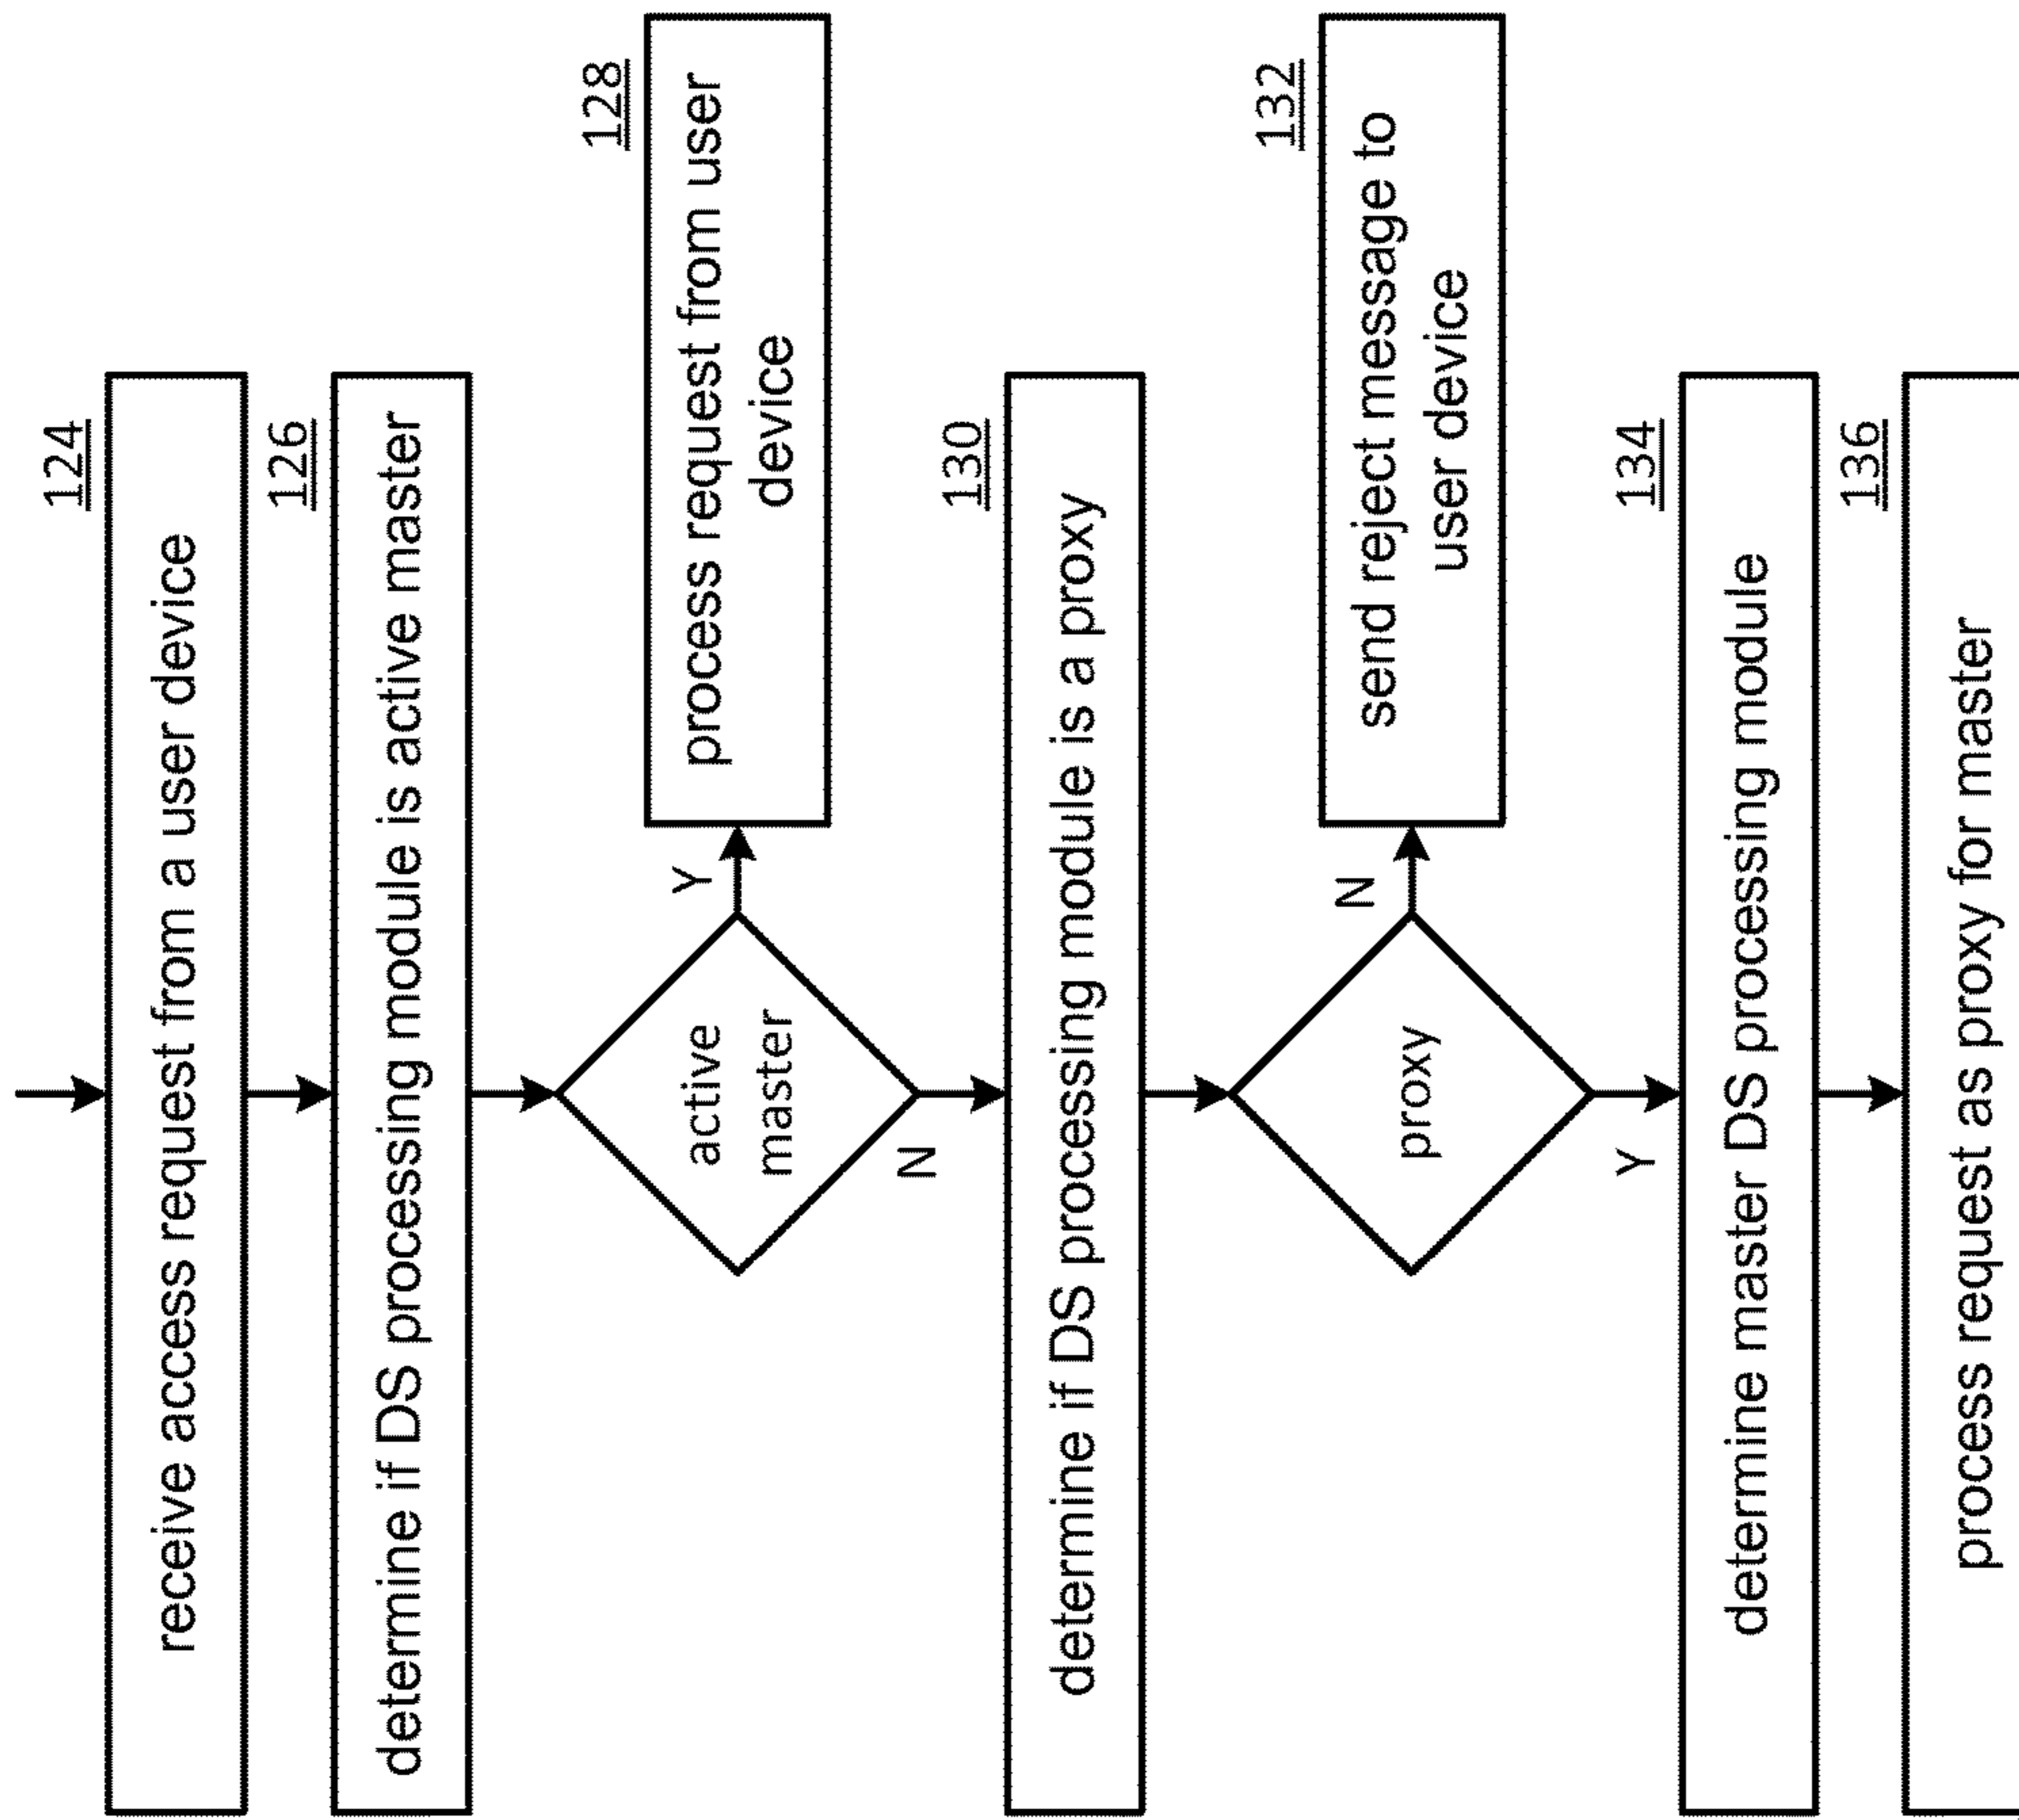 124
receive access request from a user device
126
determine if DS processing module is active master
active
master
Y
128
process request from user
device
N
130
determine if DS processing module is a proxy
proxy
N
132
send reject message to
user device
Y
134
determine master DS processing module
136
process request as proxy for master